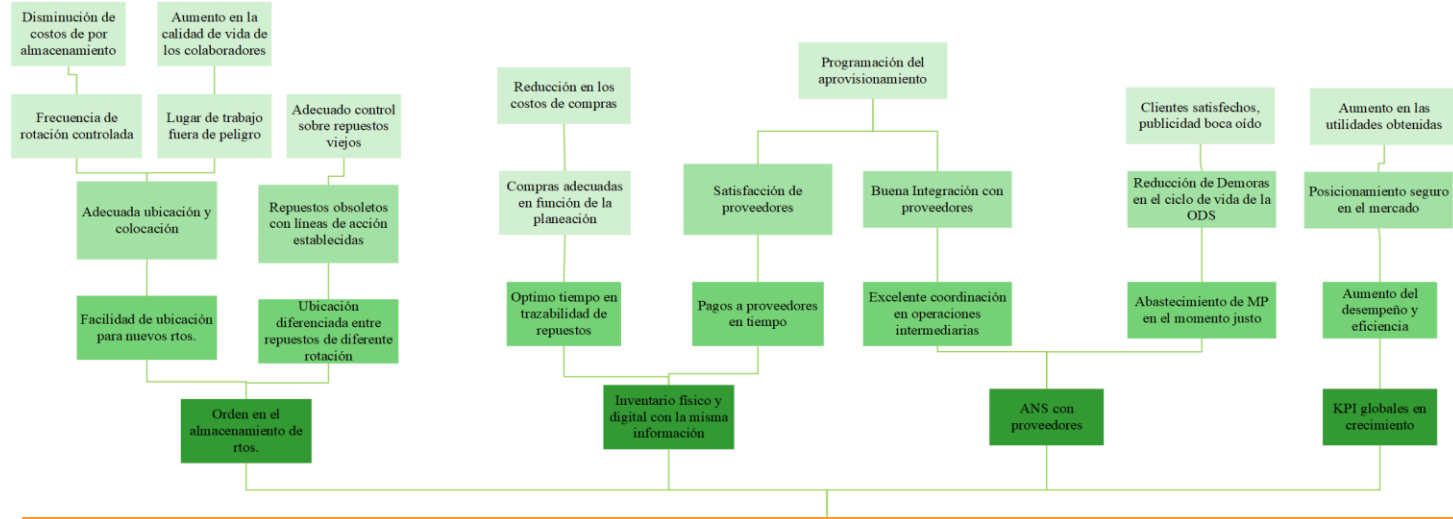 Disminución de
costos de por
almacenamiento
Aumento en la
calidad de vida de
los colaboradores
Programación del
aprovisionamiento
Reducción en los
costos de compras
Frecuencia de
rotación controlada
Lugar de trabajo
fuera de peligro
Adecuado control
sobre repuestos
viejos
Clientes satisfechos,
publicidad boca oído
Aumento en las
utilidades obtenidas
Adecuada ubicación y
colocación
Repuestos obsoletos
con líneas de acción
establecidas
Compras adecuadas
en función de la
planeación
Satisfacción de
proveedores
Buena Integración con
proveedores
Reducción de Demoras
en el ciclo de vida de la
ODS
Posicionamiento seguro
en el mercado
Facilidad de ubicación
para nuevos rtos.
Ubicación
diferenciada entre
repuestos de diferente
rotación
Optimo tiempo en
trazabilidad de
repuestos
Pagos a proveedores
en tiempo
Excelente coordinación
en operaciones
intermediarias
Abastecimiento de MP
en el momento justo
Aumento del
desempeño y
eficiencia
Orden en el
almacenamiento de
rtos.
Inventario físico y
digital con la misma
información
ANS con
proveedores
KPI globales en
crecimiento